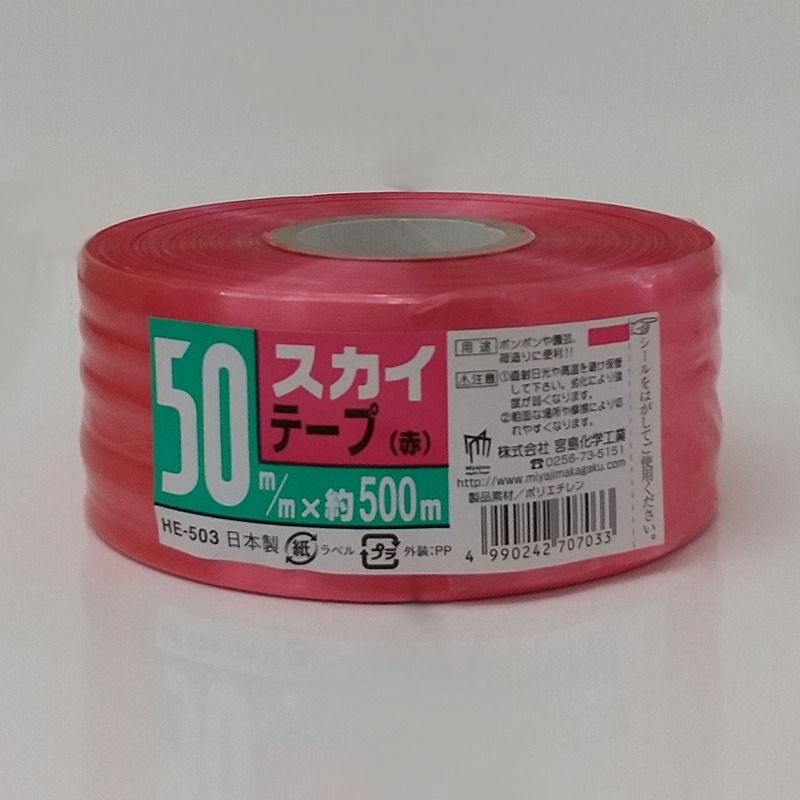 50
m/m×約500m
スカイ
テープ(赤)
HE-503 日本製 紙 ラベル プラ 外装:PP
用途 ポンポンや園芸、
荷造りに便利!!
⚠注意 ①直射日光や高温を避け保管
して下さい。劣化により強
度が弱くなります。
②粗面な場所や摩擦により切
れやすくなります。
株式会社 宮島化学工業
☎0256-73-5151
http://www.miyajimakagaku.com
製品素材/ポリエチレン
4 990242 707033
シールをはがしてご使用ください。